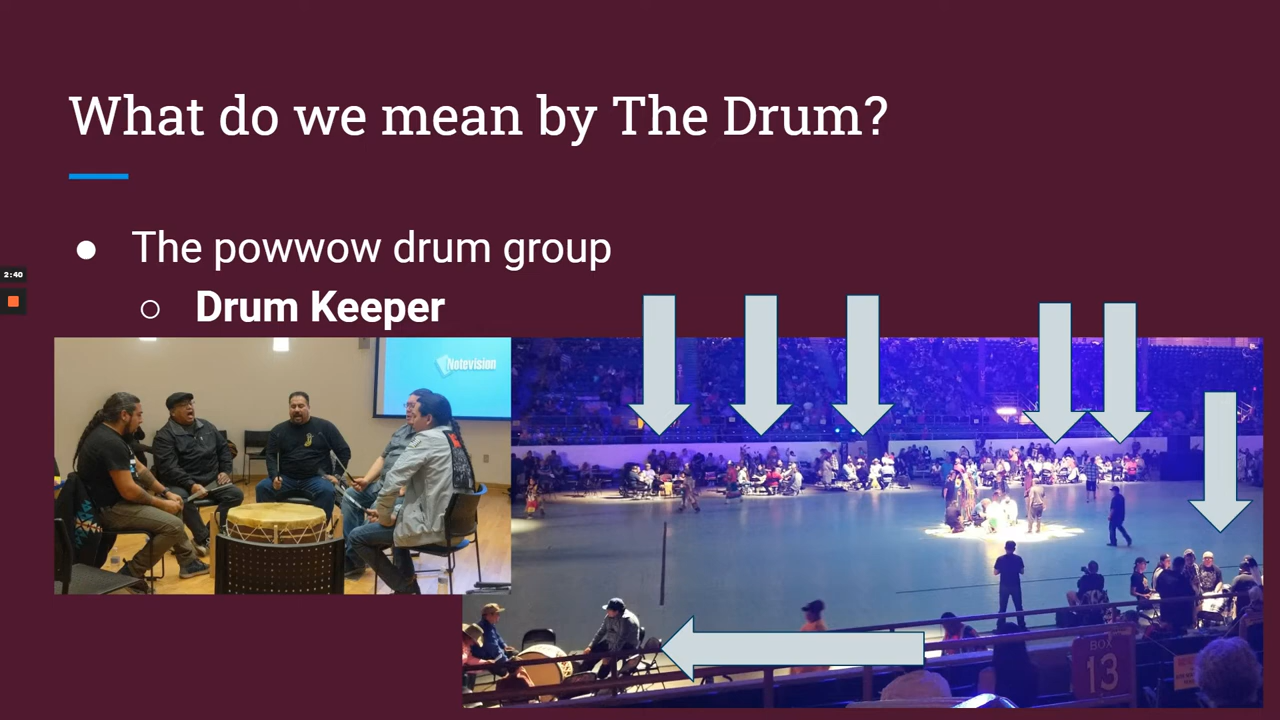 What do we mean by The Drum?
The powwow drum group
2:40
Drum Keeper
Notevision
BOX
13